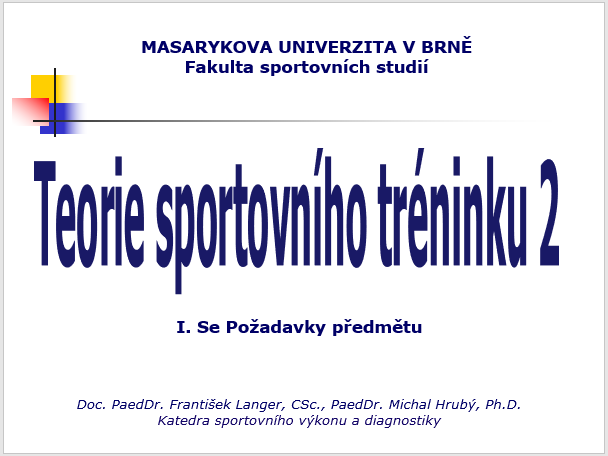 MASARYKOVA UNIVERZITA V BRNĚ
Fakulta sportovních studií
Teorie sportovního tréninku 2
I. Se Požadavky předmětu
Doc. PaedDr. František Langer, CSc., PaedDr. Michal Hrubý, Ph.D.
Katedra sportovního výkonu a diagnostiky